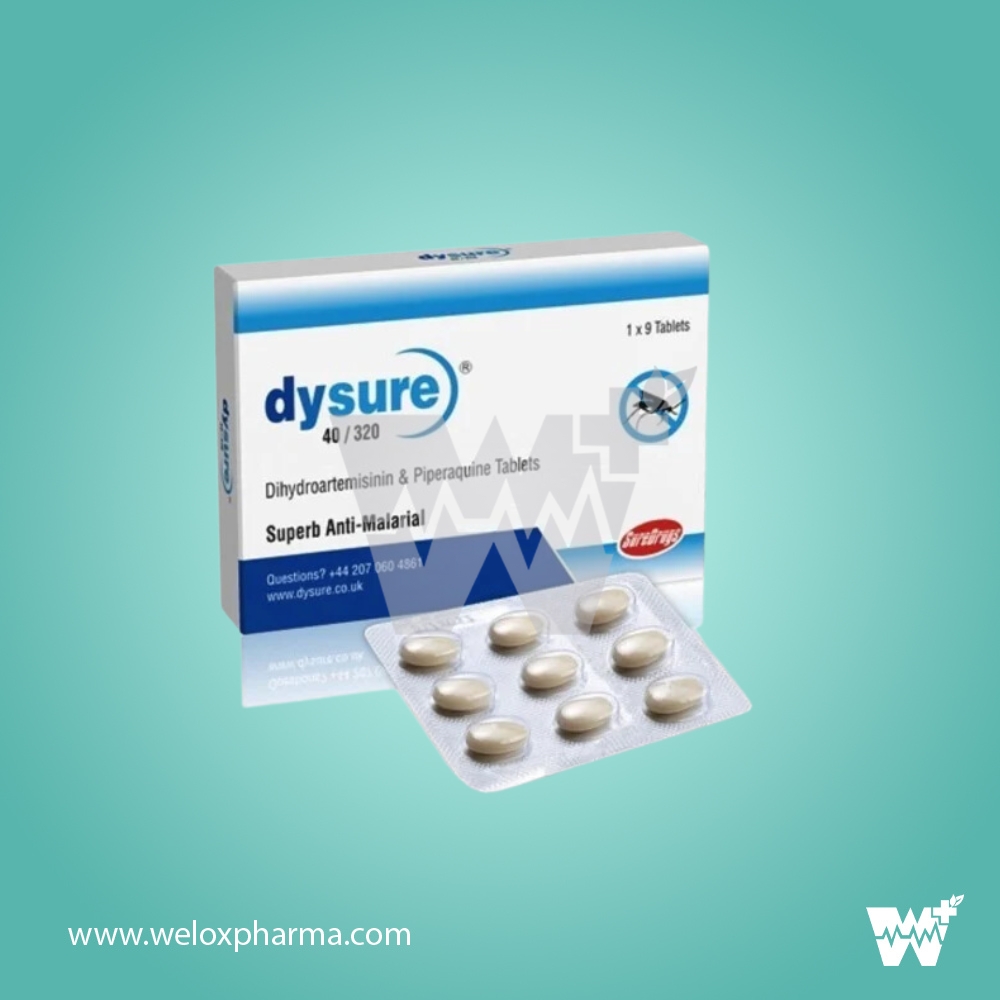 dysure
1 x 9 Tablets
dysure®
40 / 320
Dihydroartemisinin & Piperaquine Tablets
Superb Anti-Malarial
SureDrugs
Questions? +44 207 060 4861
www.dysure.co.uk
dysure
www.weloxpharma.com